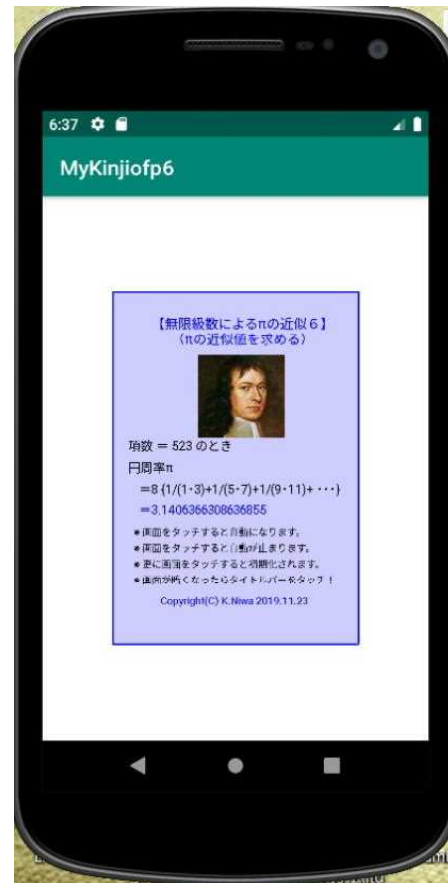 6:37
MyKinjiofp6
【無限級数によるπの近似6】
(πの近似値を求める)
項数 = 523 のとき
円周率π
=8 {1/(1・3)+1/(5・7)+1/(9・11)+ ・・・}
=3.1406366308636855
●画面をタッチすると自動になります。
●画面をタッチすると自動が止まります。
●更に画面をタッチすると初期化されます。
●画面が暗くなったらタイトルバーをタッチ!
Copyright(C) K.Niwa 2019.11.23